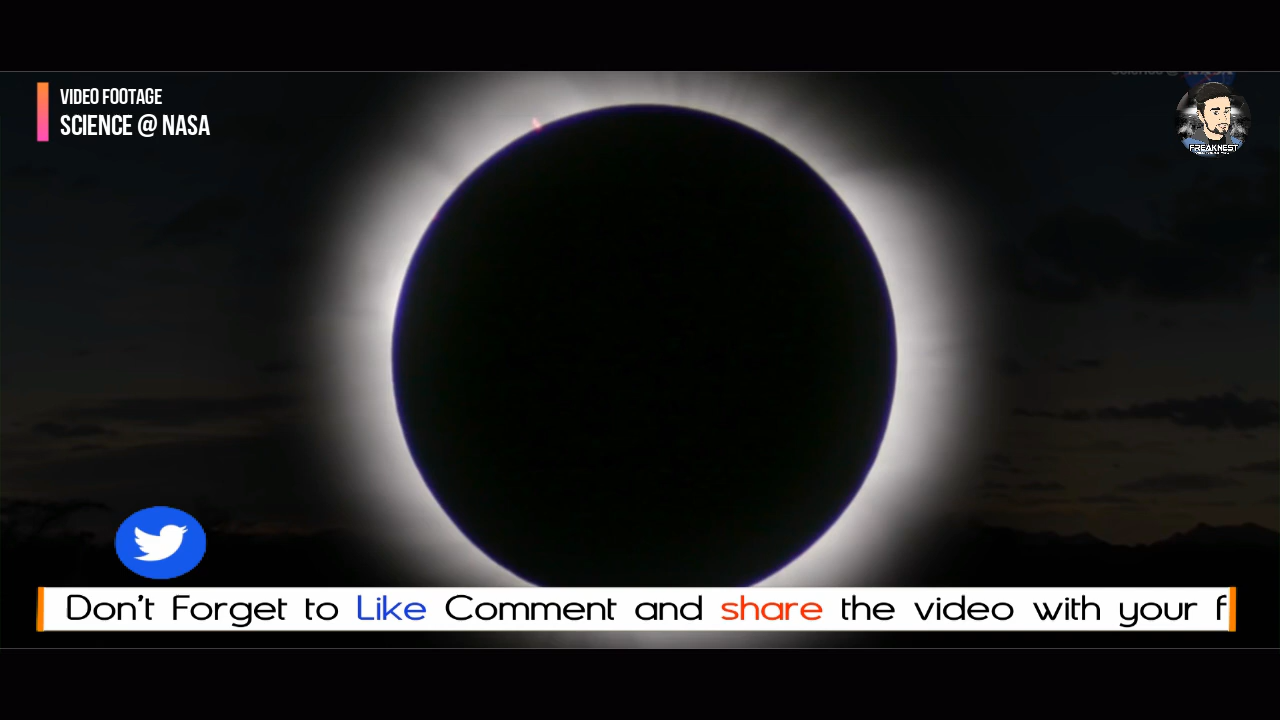 VIDEO FOOTAGE
SCIENCE @ NASA
FREAKNEST
Don't Forget to Like Comment and share the video with your f